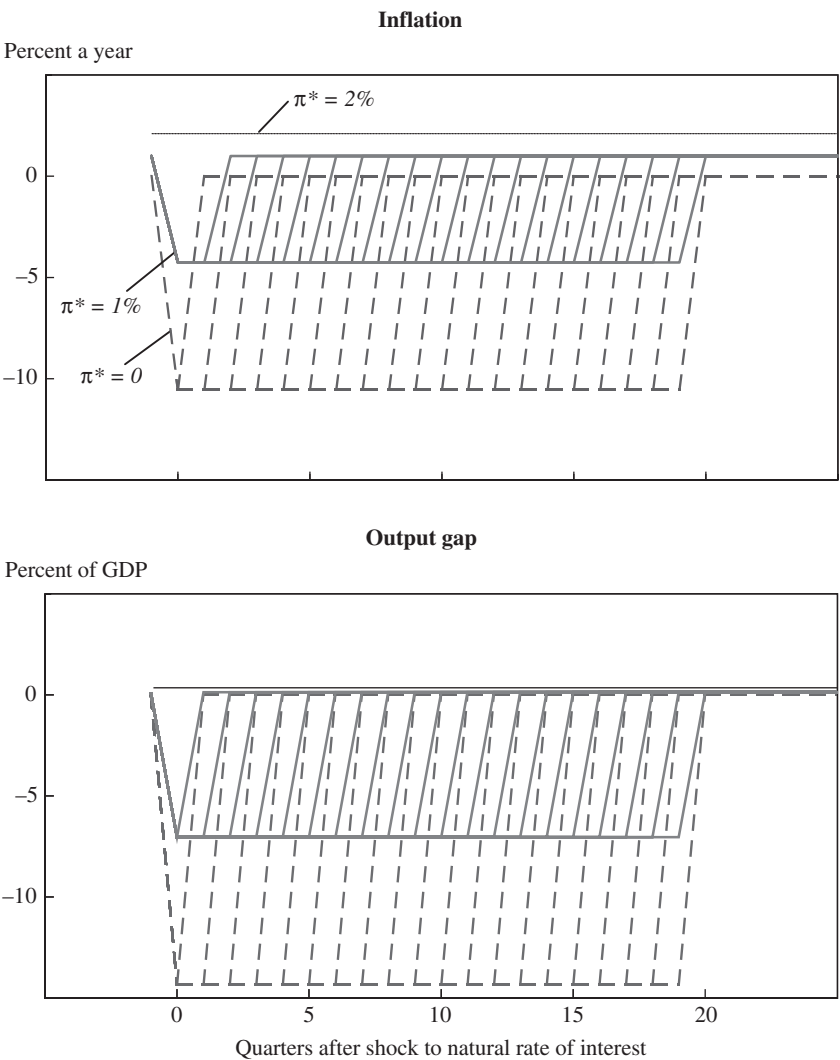 Inflation
Percent a year
π* = 2%
0
–5
π* = 1%
π* = 0
–10
Output gap
Percent of GDP
0
–5
–10
0 5 10 15 20
Quarters after shock to natural rate of interest